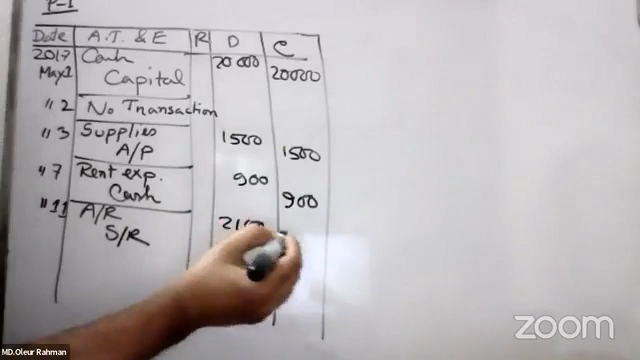 P-1
Date A.T. & E R D C
2017 Cash 20000
May 1 Capital 20000
" 2 No Transaction
" 3 Supplies 1500
A/P 1500
" 7 Rent exp. 900
Cash 900
" 11 A/R
S/R
zoom
MD.Oleur Rahman